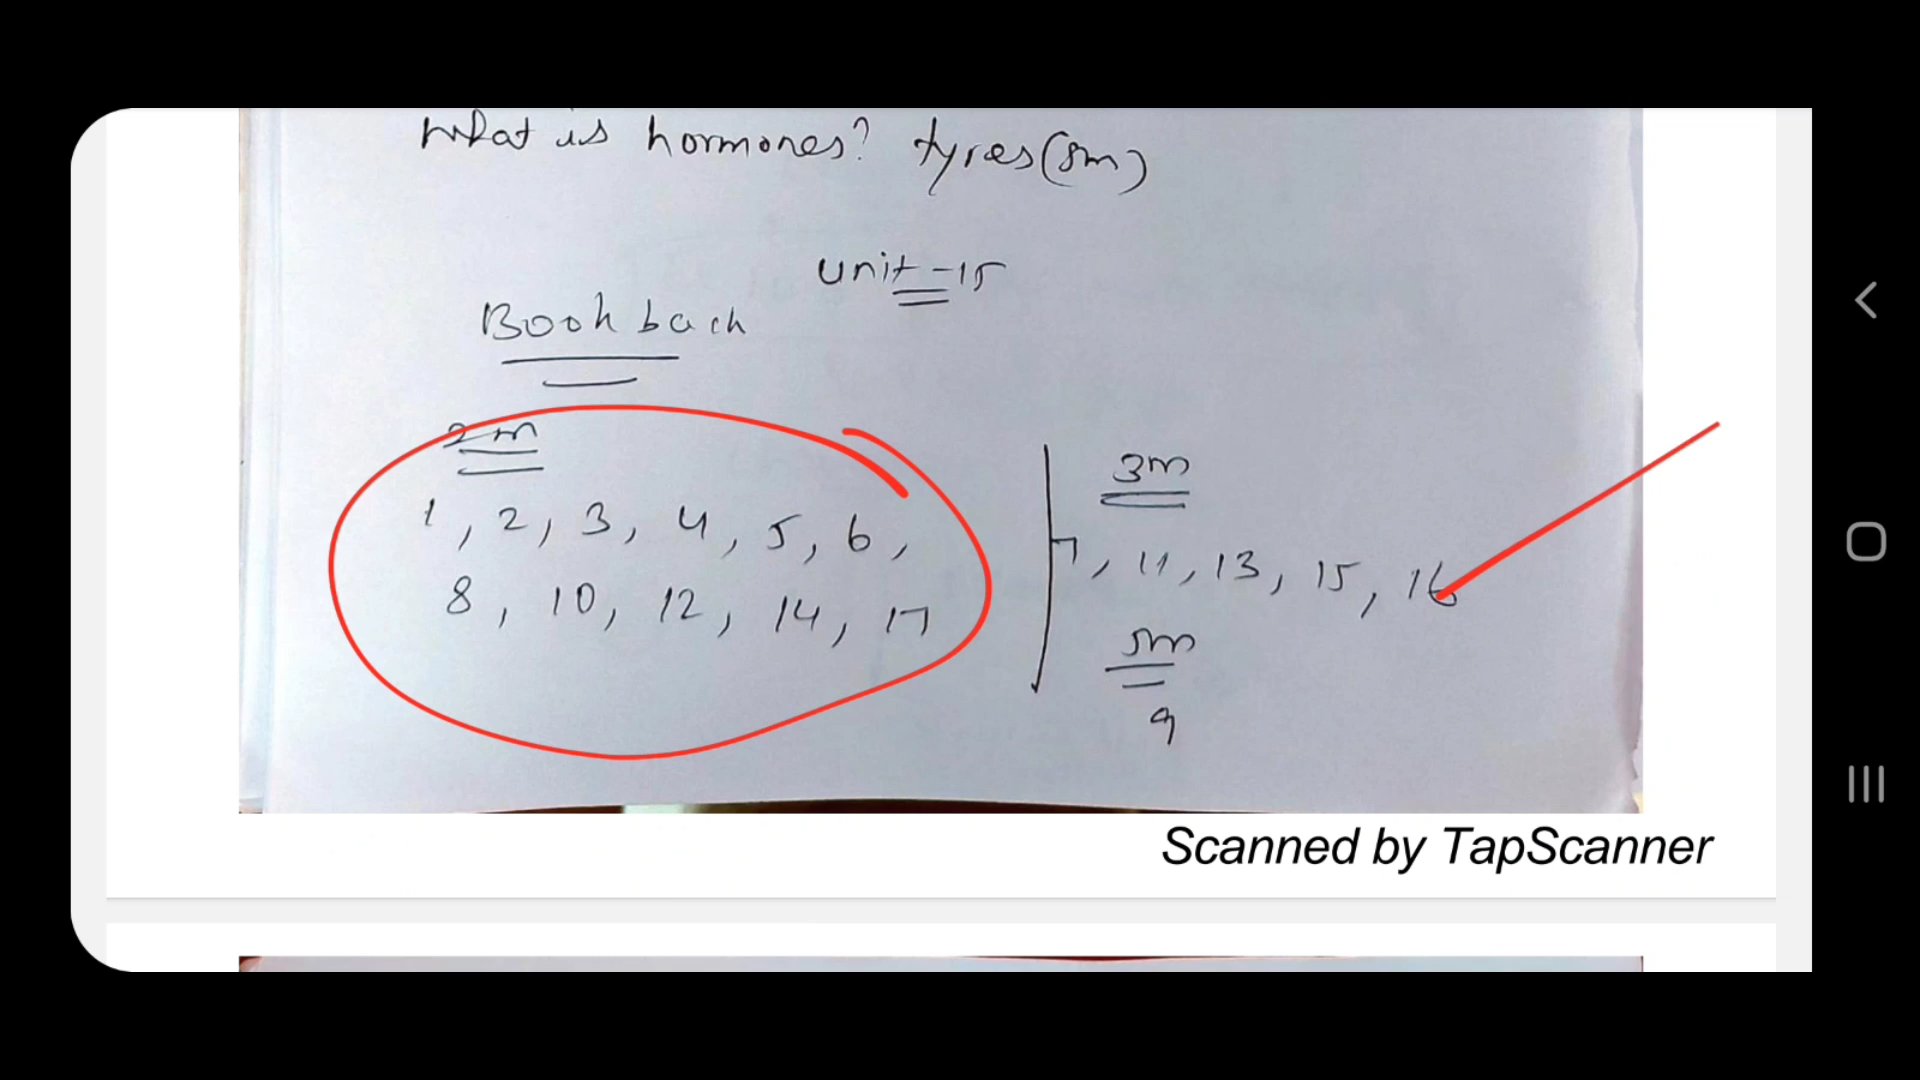 What is hormones? types (5m)
unit-15
Book back
2m
1, 2, 3, 4, 5, 6,
8, 10, 12, 14, 17
3m
7, 11, 13, 15, 16
5m
9
Scanned by TapScanner